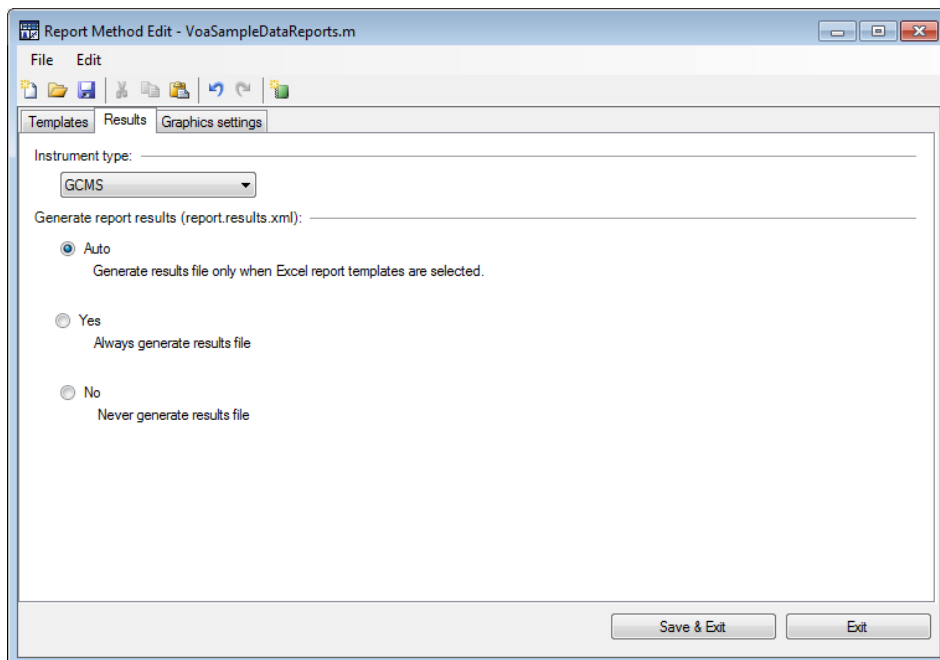 Report Method Edit - VoaSampleDataReports.m
File Edit
Templates Results Graphics settings
Instrument type:
GCMS
Generate report results (report.results.xml):
Auto
Generate results file only when Excel report templates are selected.
Yes
Always generate results file
No
Never generate results file
Save & Exit Exit